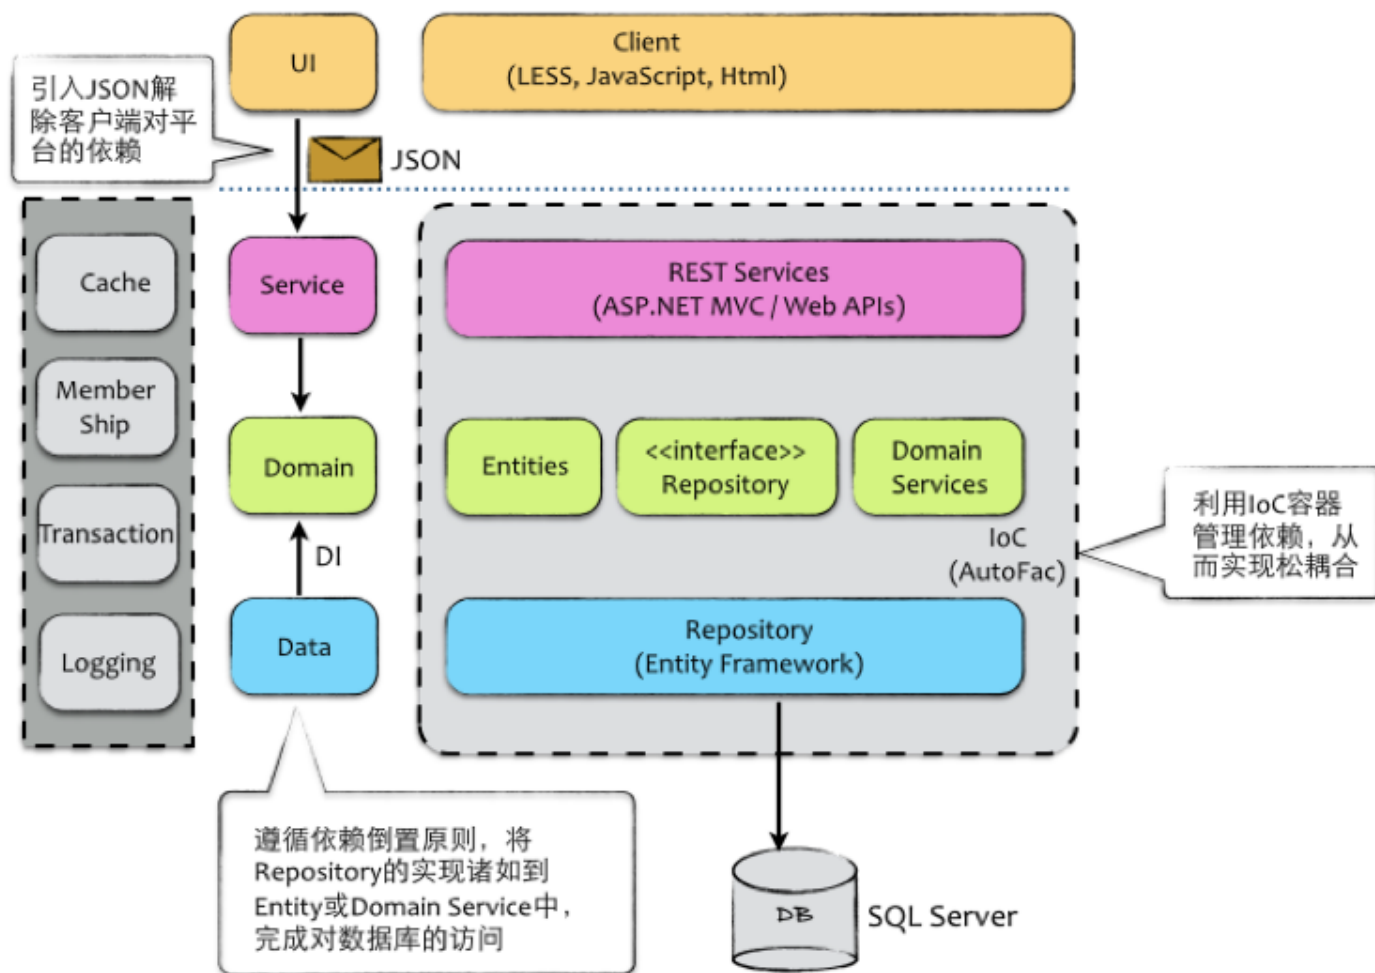 UI
Client
(LESS, JavaScript, Html)
引入JSON解
除客户端对平
台的依赖
JSON
Cache
Member
Ship
Transaction
Logging
Service
REST Services
(ASP.NET MVC / Web APIs)
Domain
Entities
<<interface>>
Repository
Domain
Services
DI
IoC
(AutoFac)
利用IoC容器
管理依赖，从
而实现松耦合
Data
Repository
(Entity Framework)
遵循依赖倒置原则，将
Repository的实现诸如到
Entity或Domain Service中，
完成对数据库的访问
DB
SQL Server